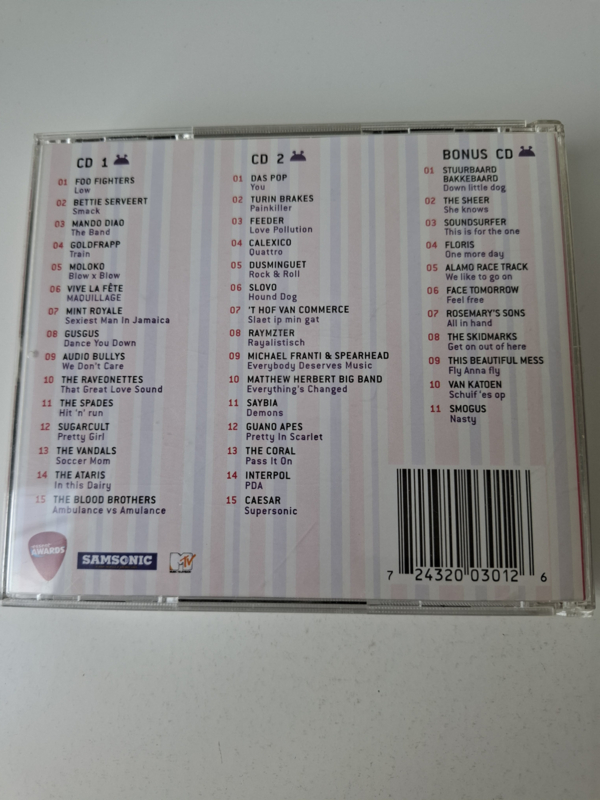 CD 1
01 FOO FIGHTERS
Low
02 BETTIE SERVEERT
Smack
03 MANDO DIAO
The Band
04 GOLDFRAPP
Train
05 MOLOKO
Blow x Blow
06 VIVE LA FÊTE
MAQUILLAGE
07 MINT ROYALE
Sexiest Man In Jamaica
08 GUSGUS
Dance You Down
09 AUDIO BULLYS
We Don't Care
10 THE RAVEONETTES
That Great Love Sound
11 THE SPADES
Hit 'n' run
12 SUGARCULT
Pretty Girl
13 THE VANDALS
Soccer Mom
14 THE ATARIS
In this Dairy
15 THE BLOOD BROTHERS
Ambulance vs Amulance
CD 2
01 DAS POP
You
02 TURIN BRAKES
Painkiller
03 FEEDER
Love Pollution
04 CALEXICO
Quattro
05 DUSMINGUET
Rock & Roll
06 SLOVO
Hound Dog
07 'T HOF VAN COMMERCE
Slaet ip min gat
08 RAYMZTER
Rayalistisch
09 MICHAEL FRANTI & SPEARHEAD
Everybody Deserves Music
10 MATTHEW HERBERT BIG BAND
Everything's Changed
11 SAYBIA
Demons
12 GUANO APES
Pretty In Scarlet
13 THE CORAL
Pass It On
14 INTERPOL
PDA
15 CAESAR
Supersonic
BONUS CD
01 STUURBAARD
BAKKEBAARD
Down little dog
02 THE SHEER
She knows
03 SOUNDSURFER
This is for the one
04 FLORIS
One more day
05 ALAMO RACE TRACK
We like to go on
06 FACE TOMORROW
Feel free
07 ROSEMARY'S SONS
All in hand
08 THE SKIDMARKS
Get on out of here
09 THIS BEAUTIFUL MESS
Fly Anna fly
10 VAN KATOEN
Schuif 'es op
11 SMOGUS
Nasty
AWARDS
SAMSONIC
MTV
7 24320 03012 6